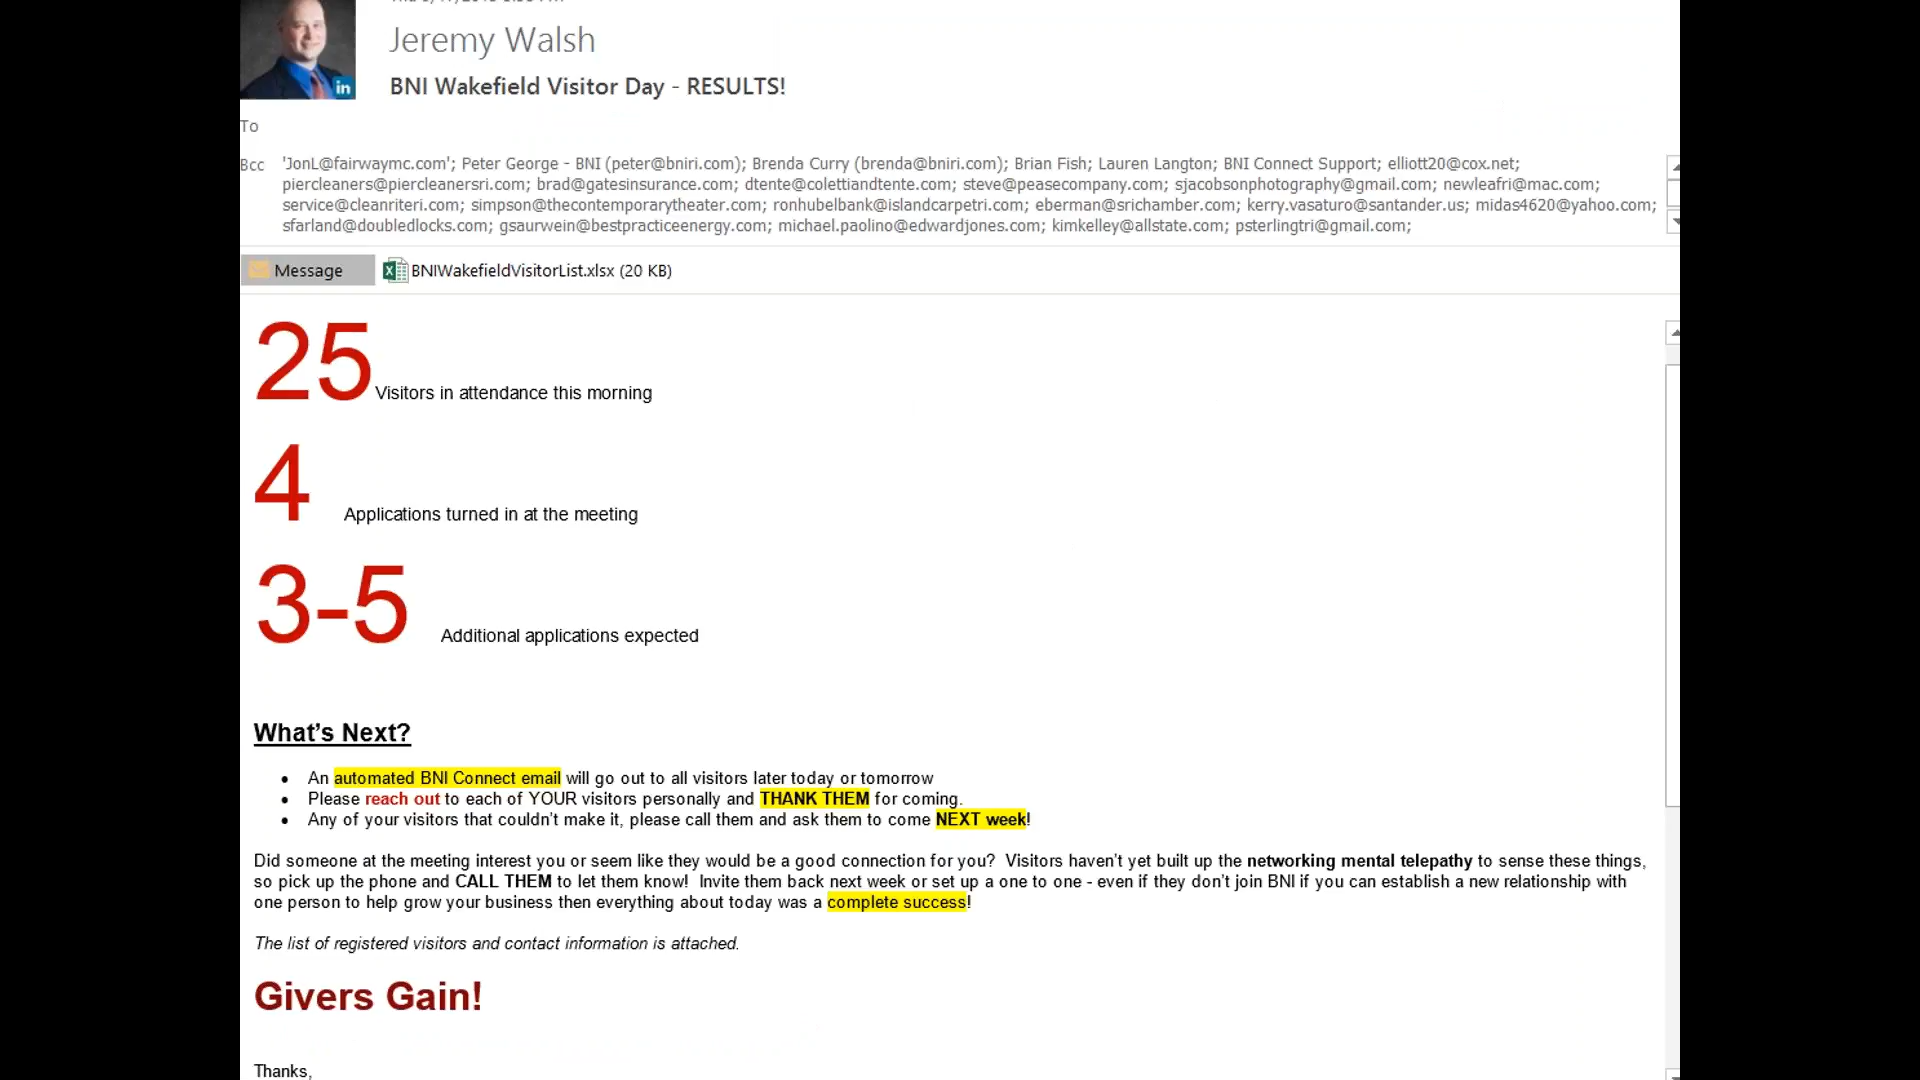 Jeremy Walsh
in
BNI Wakefield Visitor Day - RESULTS!
To
Bcc 'JonL@fairwaymc.com'; Peter George - BNI (peter@bniri.com); Brenda Curry (brenda@bniri.com); Brian Fish; Lauren Langton; BNI Connect Support; elliott20@cox.net;
piercleaners@piercleanersri.com; brad@gatesinsurance.com; dtente@colettiandtente.com; steve@peasecompany.com; sjacobsonphotography@gmail.com; newleafri@mac.com;
service@cleanriteri.com; simpson@thecontemporarytheater.com; ronhubelbank@islandcarpetri.com; eberman@srichamber.com; kerry.vasaturo@santander.us; midas4620@yahoo.com;
sfarland@doubledlocks.com; gsaurwein@bestpracticeenergy.com; michael.paolino@edwardjones.com; kimkelley@allstate.com; psterlingtri@gmail.com;
Message BNIWakefieldVisitorList.xlsx (20 KB)
25 Visitors in attendance this morning
4 Applications turned in at the meeting
3-5 Additional applications expected
What's Next?
• An automated BNI Connect email will go out to all visitors later today or tomorrow
• Please reach out to each of YOUR visitors personally and THANK THEM for coming.
• Any of your visitors that couldn't make it, please call them and ask them to come NEXT week!
Did someone at the meeting interest you or seem like they would be a good connection for you? Visitors haven't yet built up the networking mental telepathy to sense these things,
so pick up the phone and CALL THEM to let them know! Invite them back next week or set up a one to one - even if they don't join BNI if you can establish a new relationship with
one person to help grow your business then everything about today was a complete success!
The list of registered visitors and contact information is attached.
Givers Gain!
Thanks,